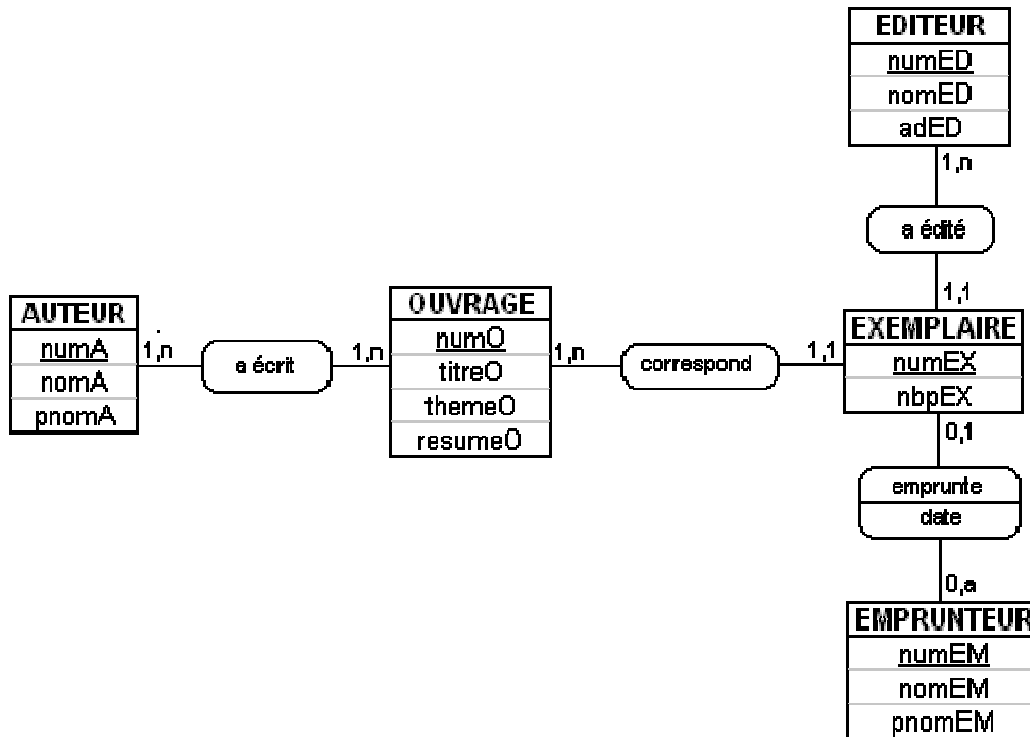 EDITEUR
numED
nomED
adED
1,n
a édité
1,1
AUTEUR
numA
nomA
pnomA
1,n
a écrit
1,n
OUVRAGE
numO
titreO
themeO
resumeO
1,n
correspond
1,1
EXEMPLAIRE
numEX
nbpEX
0,1
emprunte
date
0,a
EMPRUNTEUR
numEM
nomEM
pnomEM